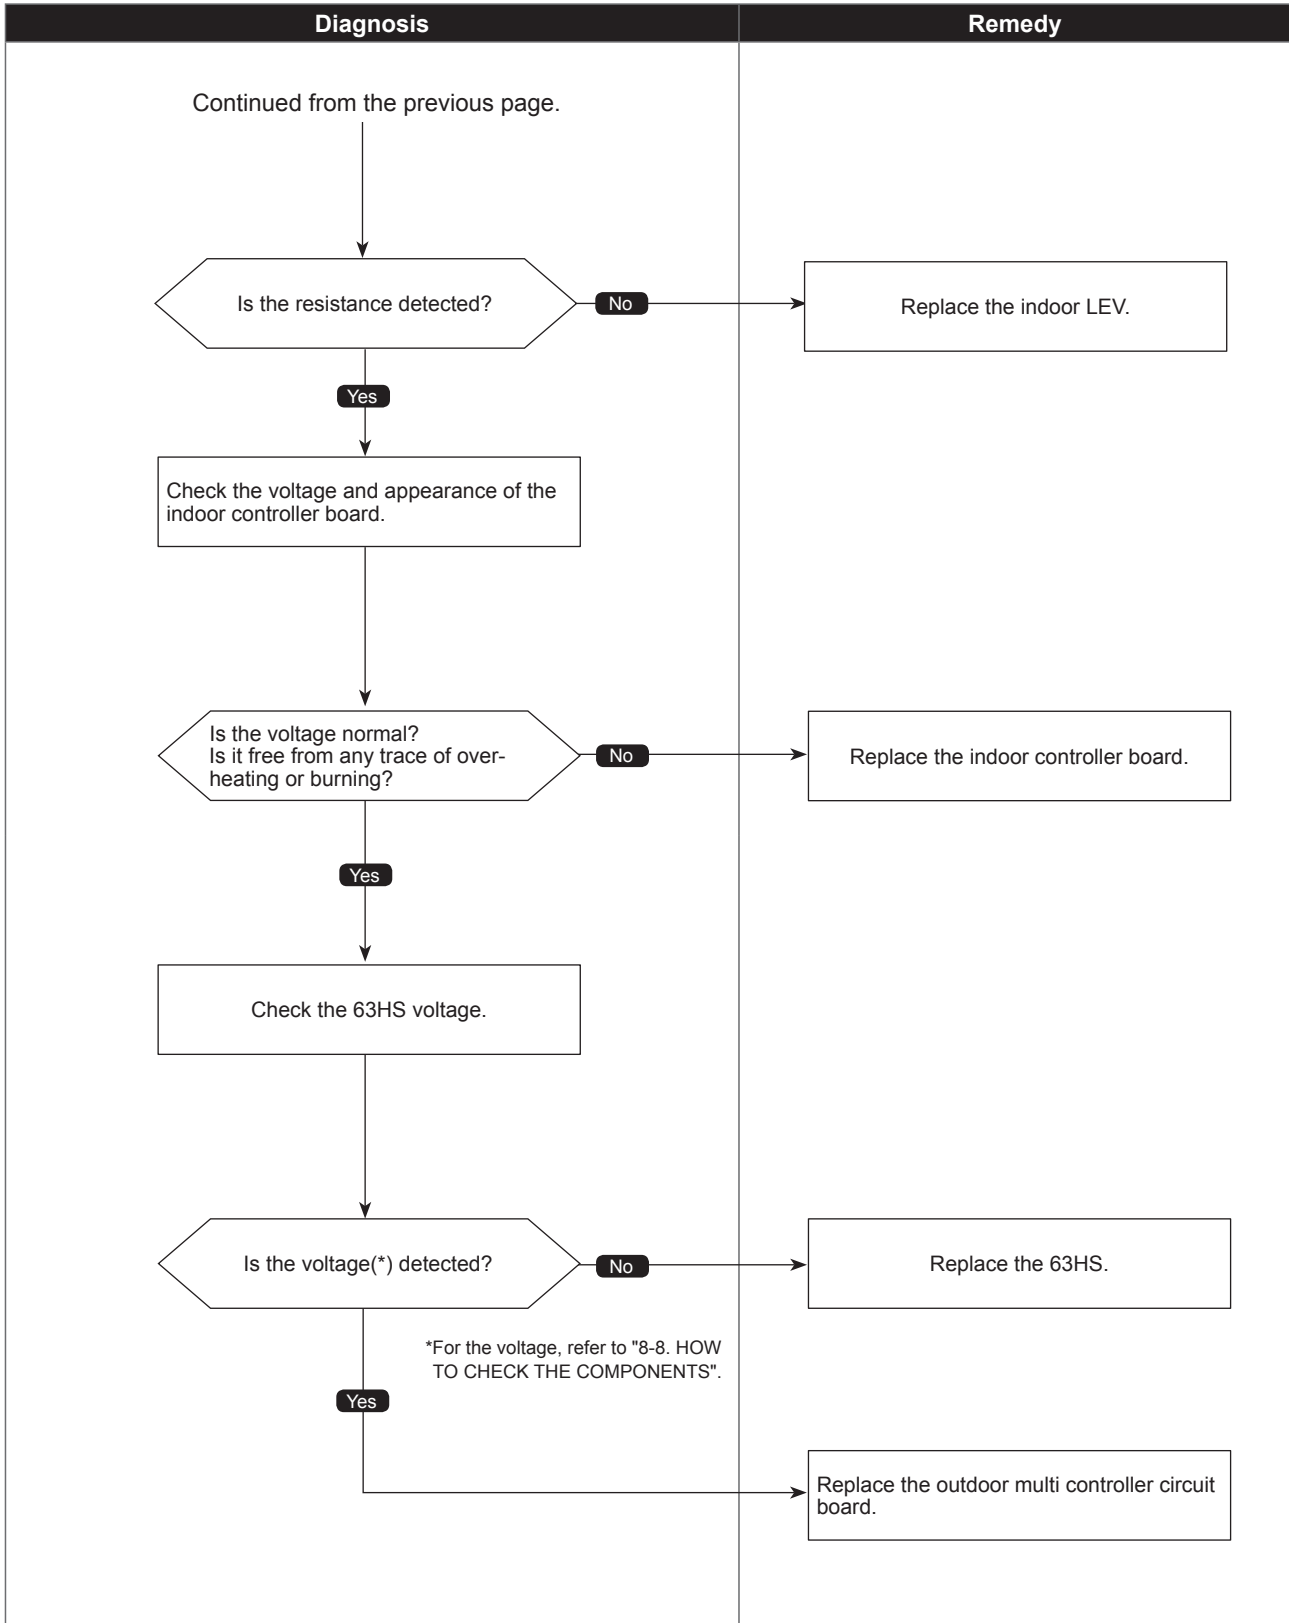 Diagnosis
Remedy
Continued from the previous page.
Is the resistance detected?
No
Replace the indoor LEV.
Yes
Check the voltage and appearance of the
indoor controller board.
Is the voltage normal?
Is it free from any trace of over-
heating or burning?
No
Replace the indoor controller board.
Yes
Check the 63HS voltage.
Is the voltage(*) detected?
No
Replace the 63HS.
*For the voltage, refer to "8-8. HOW
TO CHECK THE COMPONENTS".
Yes
Replace the outdoor multi controller circuit
board.